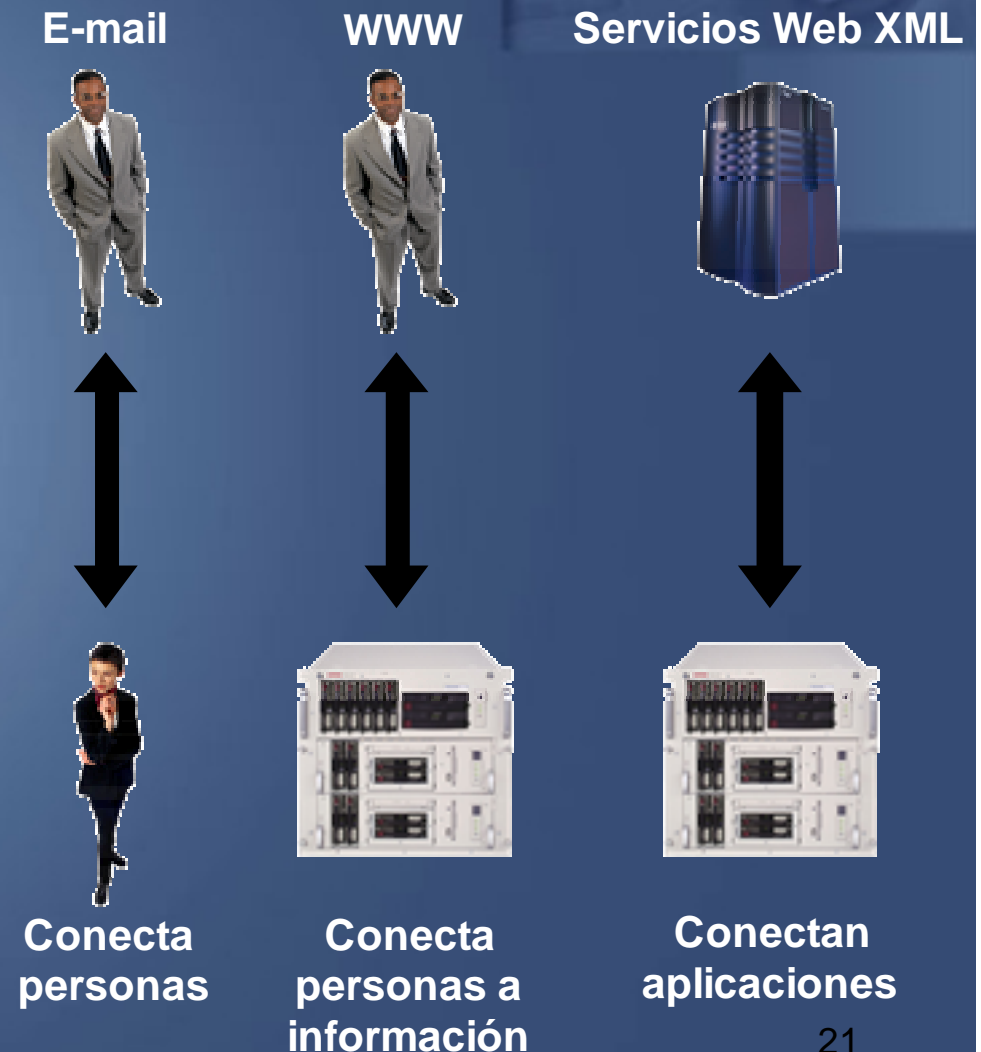 E-mail
WWW
Servicios Web XML
Conecta
personas
Conecta
personas a
información
Conectan
aplicaciones
21